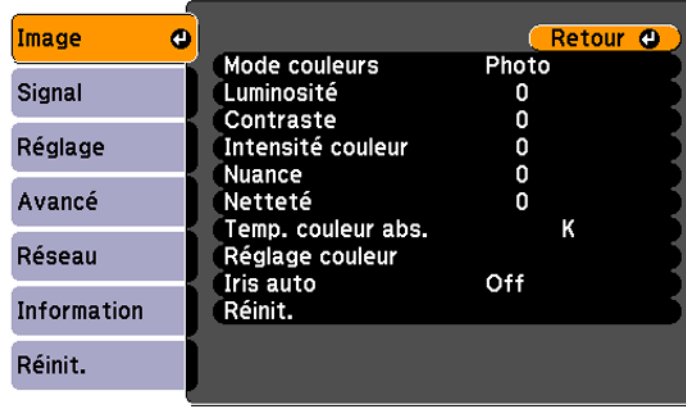 Image
Signal
Réglage
Avancé
Réseau
Information
Réinit.
Retour
Mode couleurs Photo
Luminosité 0
Contraste 0
Intensité couleur 0
Nuance 0
Netteté 0
Temp. couleur abs. K
Réglage couleur
Iris auto Off
Réinit.